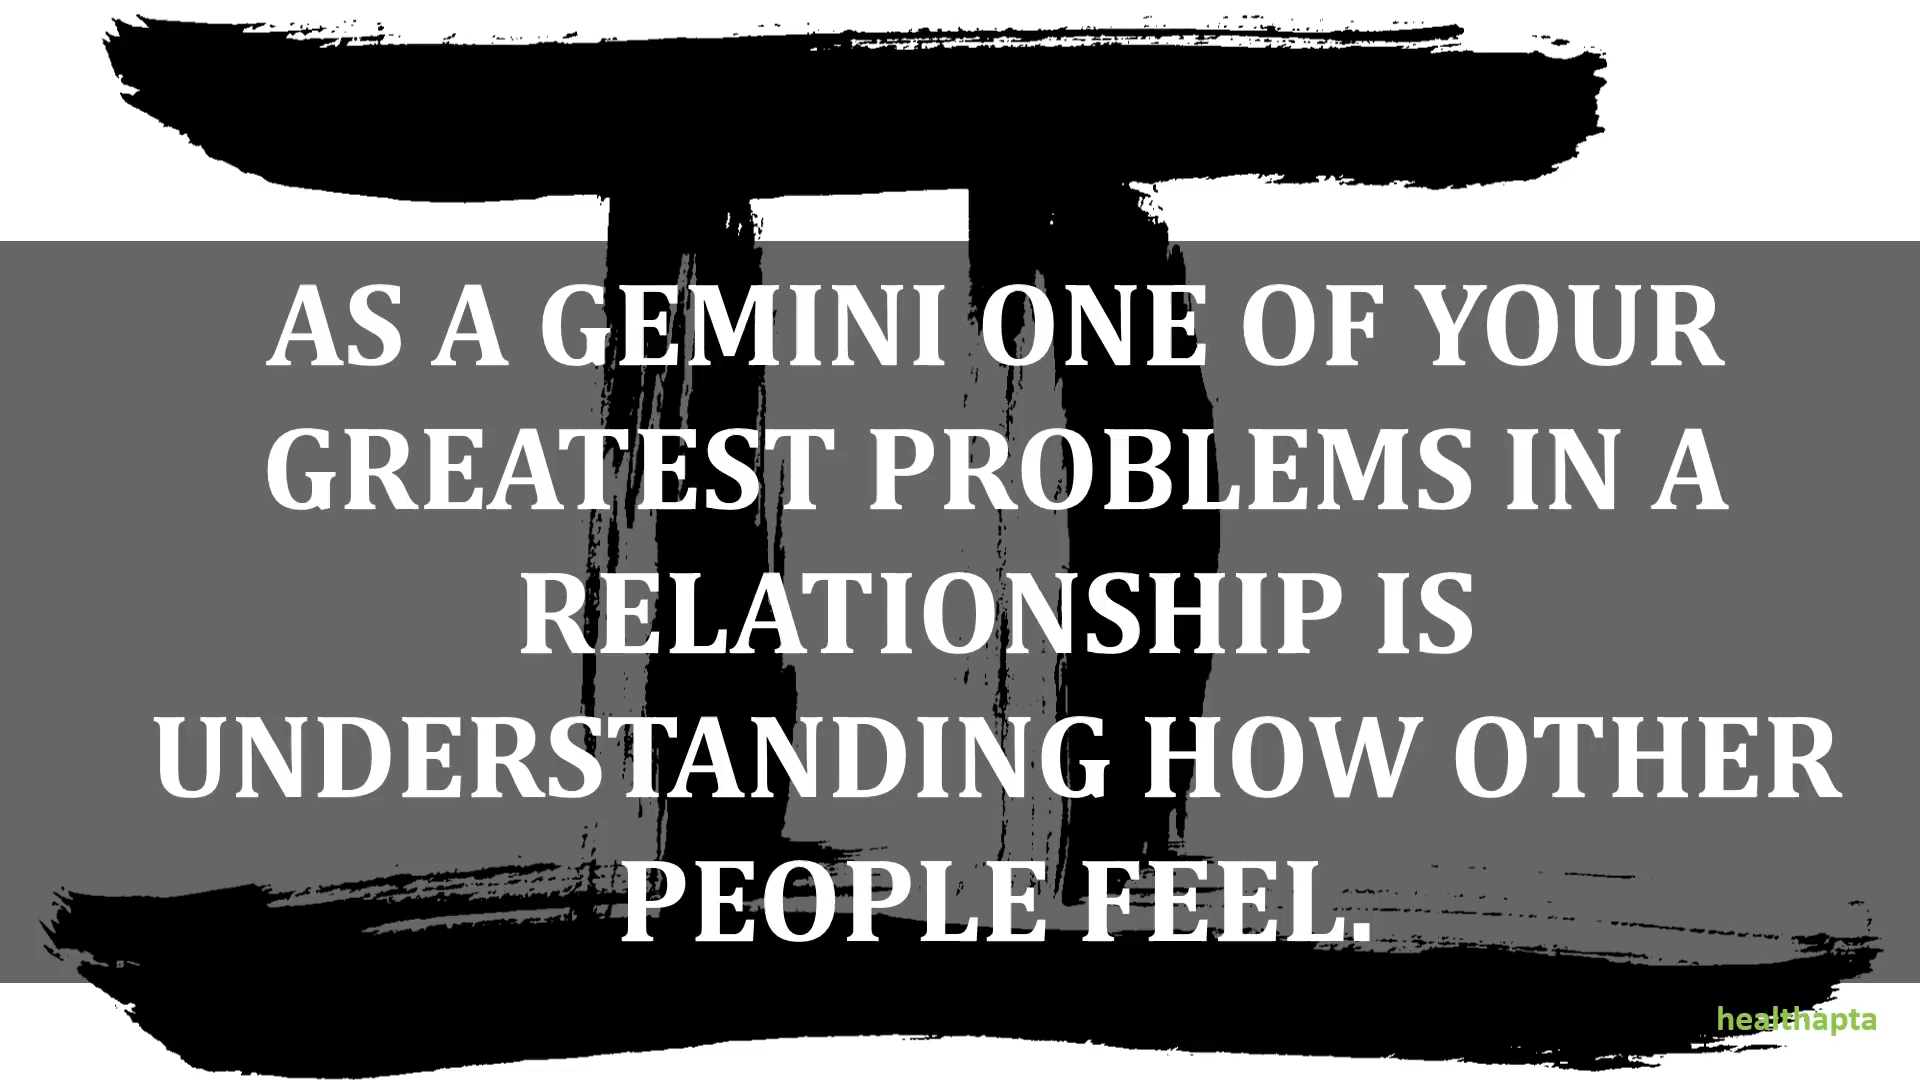 AS A GEMINI ONE OF YOUR
GREATEST PROBLEMS IN A
RELATIONSHIP IS
UNDERSTANDING HOW OTHER
PEOPLE FEEL.
healthapta